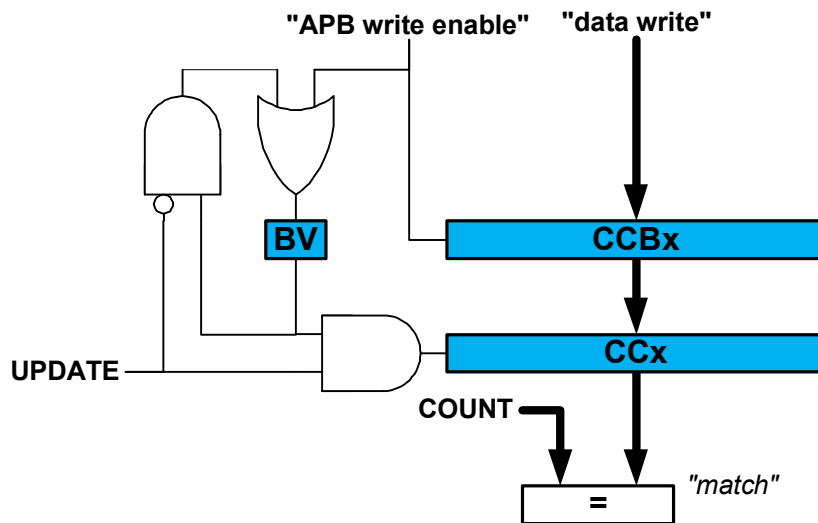 "APB write enable"
"data write"
BV
CCBx
CCx
UPDATE
COUNT
"match"
=